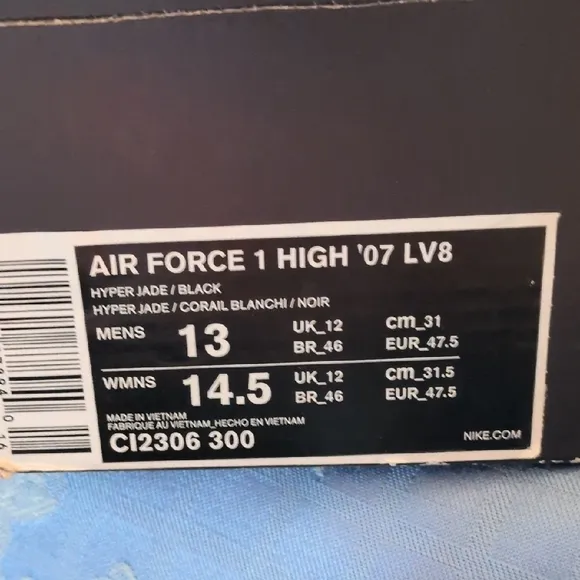 AIR FORCE 1 HIGH '07 LV8
HYPER JADE / BLACK
HYPER JADE / CORAIL BLANCHI / NOIR
MENS 13 UK_12 cm_31
BR_46 EUR_47.5
WMNS 14.5 UK_12 cm_31.5
BR_46 EUR_47.5
MADE IN VIETNAM
FABRIQUE AU VIETNAM_HECHO EN VIETNAM
CI2306 300 NIKE.COM